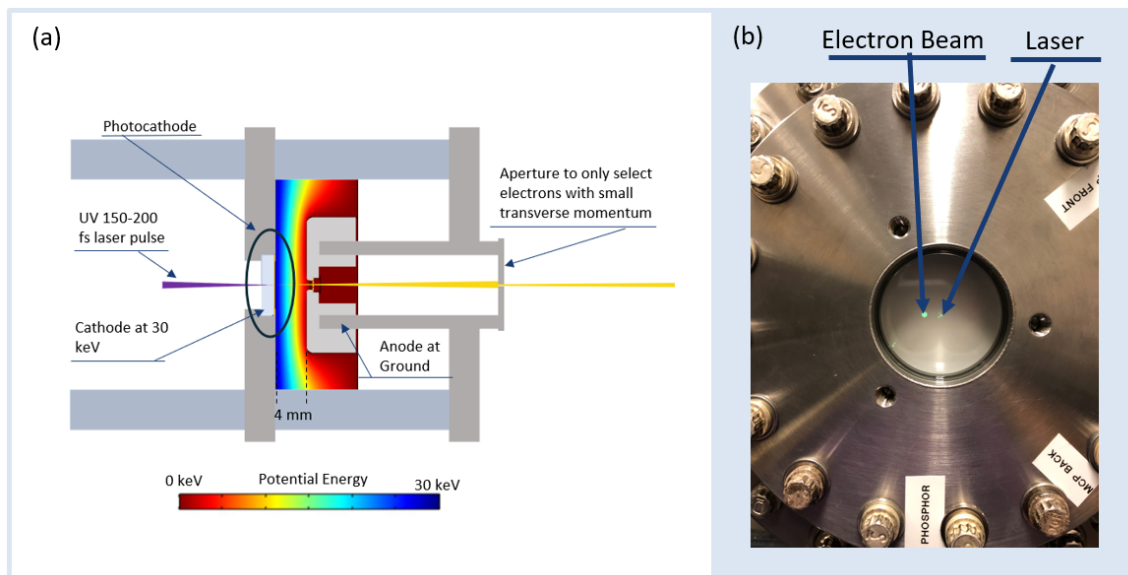 (a)
Photocathode
UV 150-200
fs laser pulse
Cathode at 30
keV
Aperture to only select
electrons with small
transverse momentum
Anode at
Ground
4 mm
0 keV
Potential Energy
30 keV
(b)
Electron Beam
Laser
FRONT
MCP BACK
PHOSPHOR